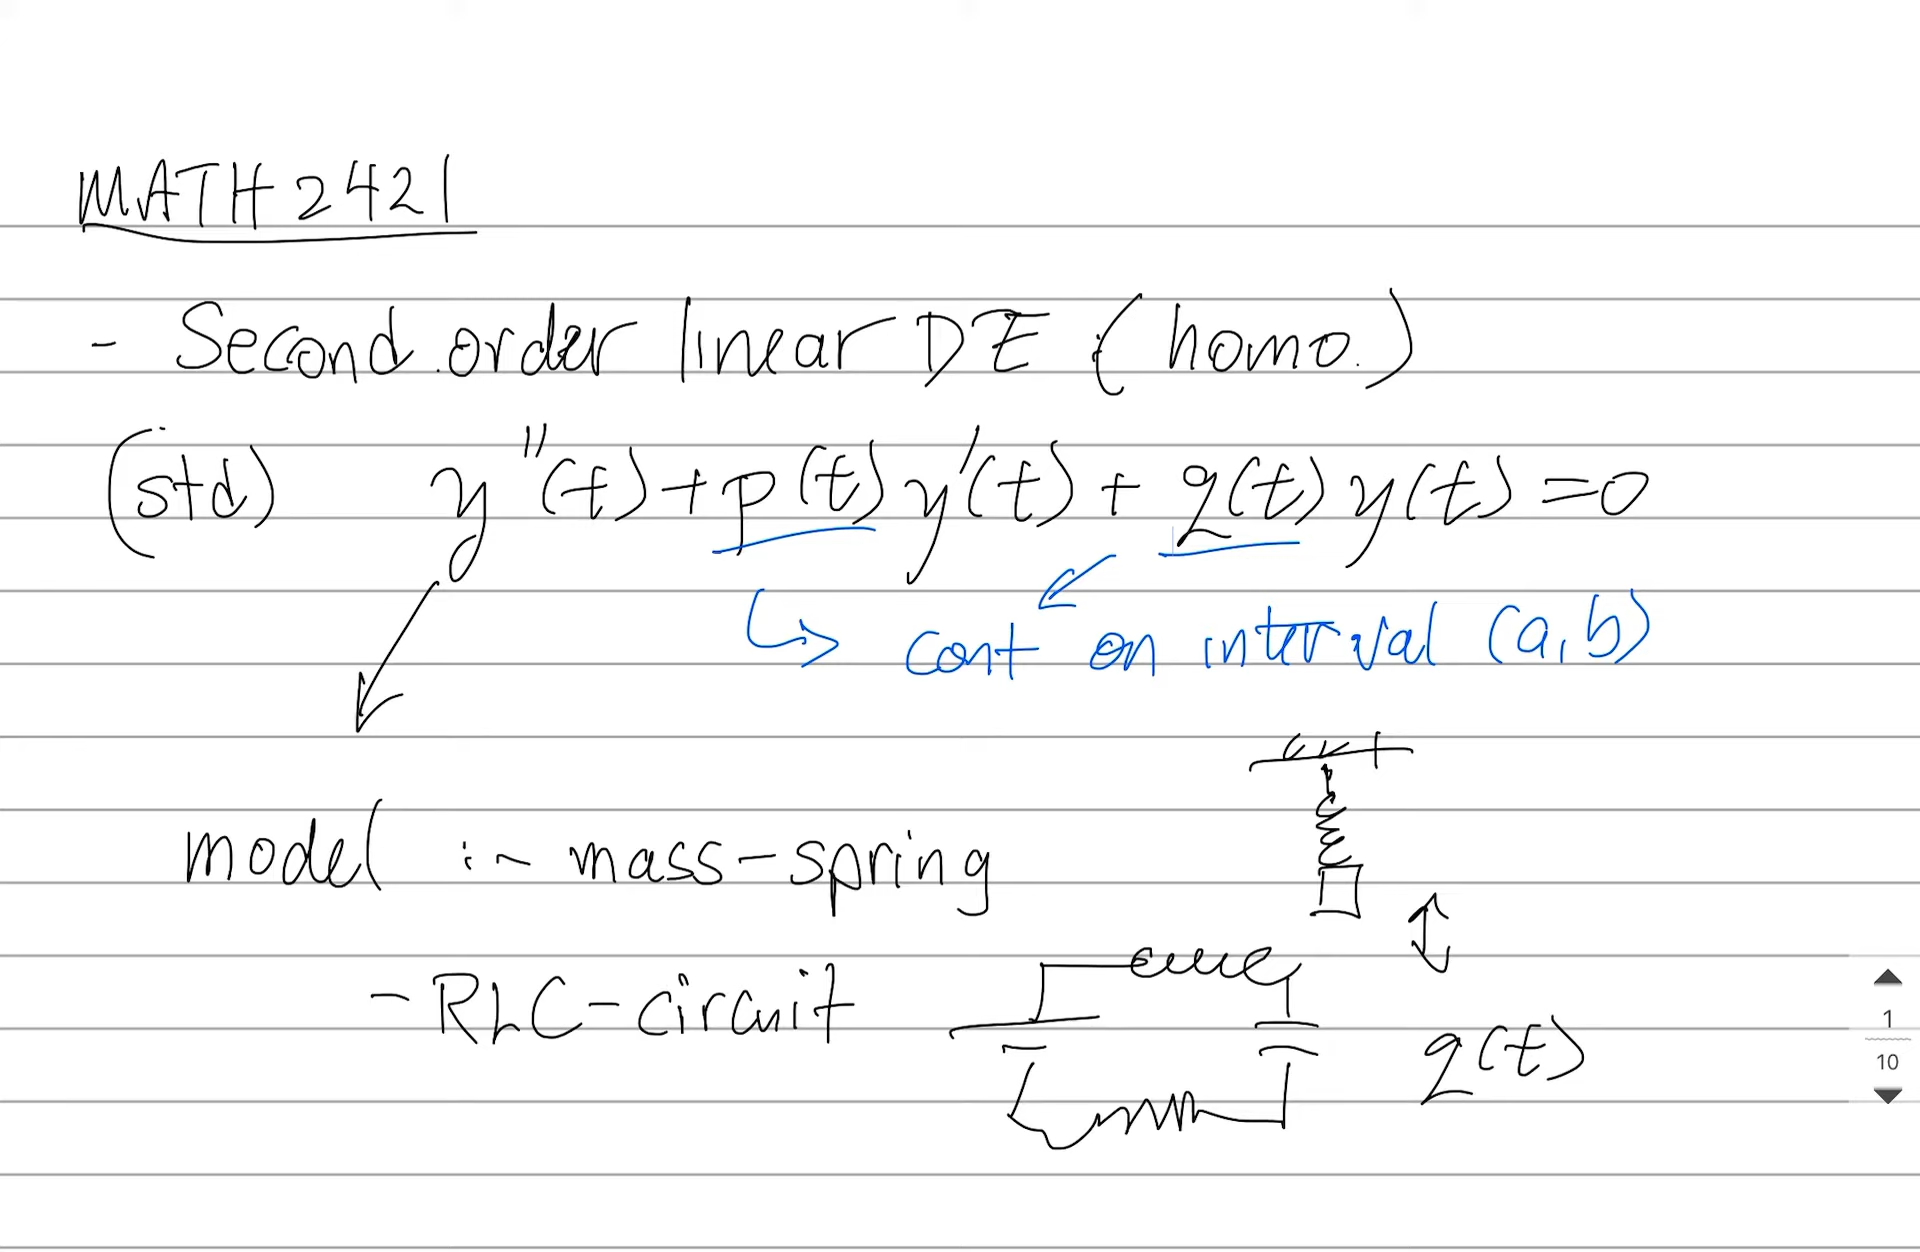 MATH 2421
- Second order linear DE (homo.)
(std) y''(t) + p(t) y'(t) + q(t) y(t) = 0
↳ cont on interval (a,b)
model :- mass-spring
- RLC-circuit
q(t)
1
10